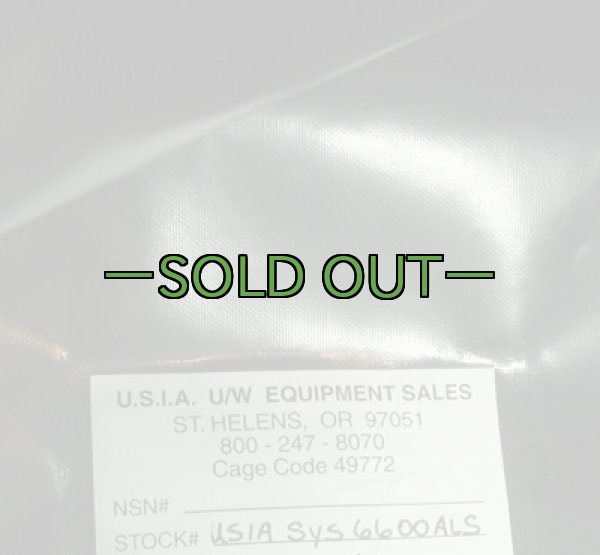 —SOLD OUT—
U.S.I.A. U/W EQUIPMENT SALES
ST. HELENS, OR 97051
800 - 247 - 8070
Cage Code 49772
NSN#
STOCK# USIA Sys 6600ALS